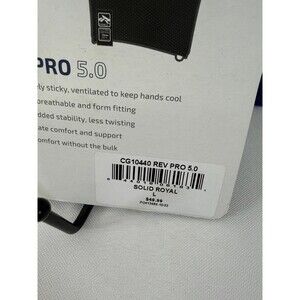 PRO 5.0
ly sticky, ventilated to keep hands cool
breathable and form fitting
dded stability, less twisting
ate comfort and support
comfort without the bulk
CG10440 REV PRO 5.0
SOLID ROYAL
L
$49.99